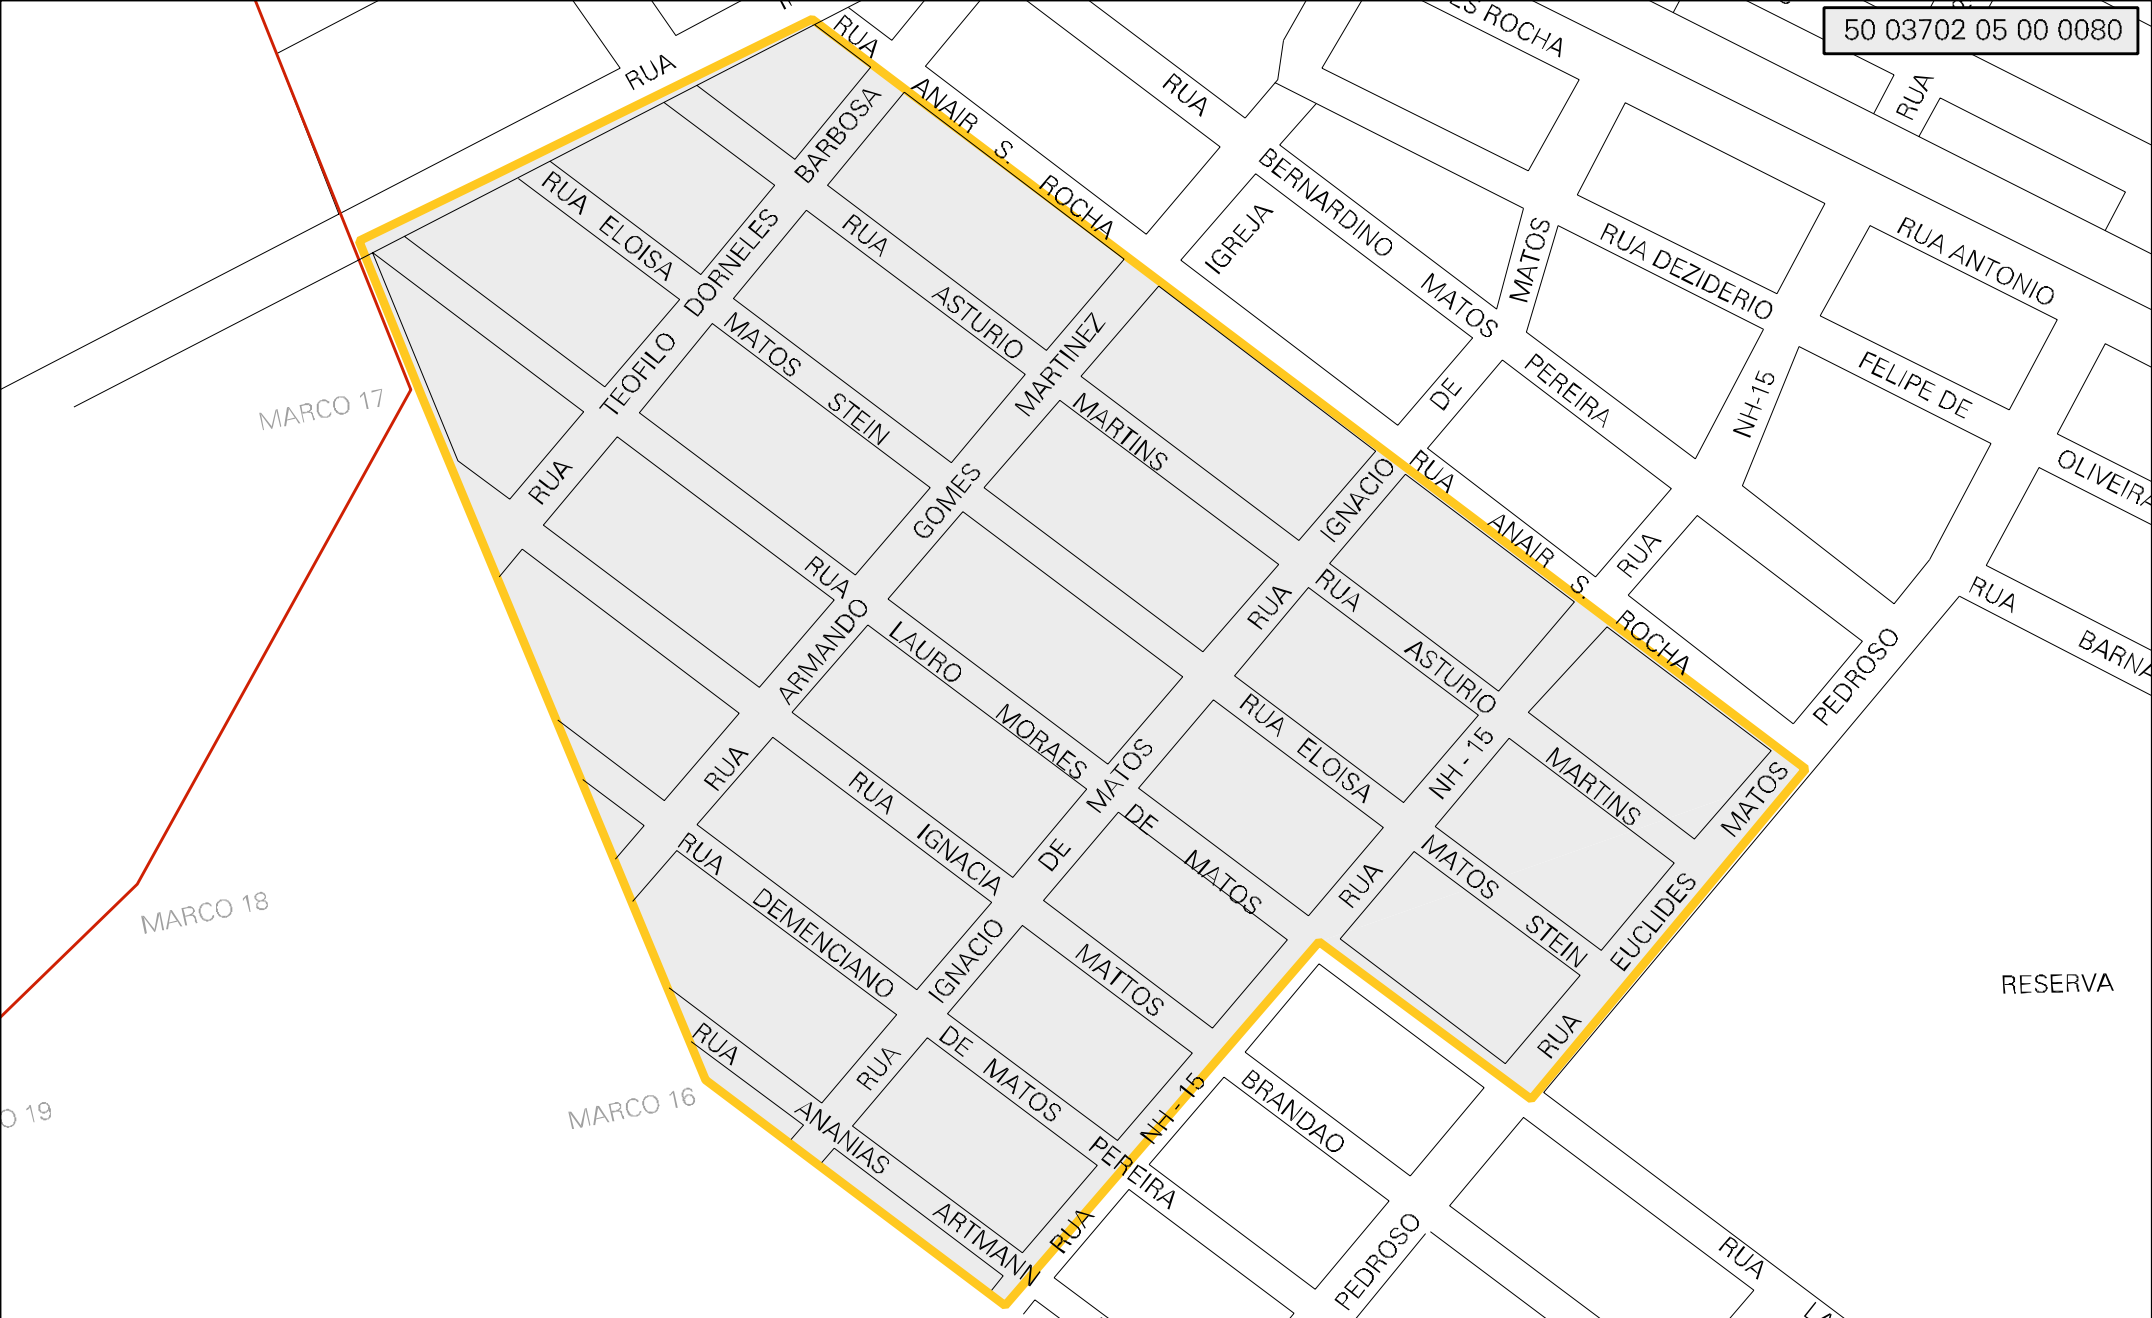 50 03702 05 00 0080
ES ROCHA
RUA
RUA
RUA
RUA
RUA ANAIR S. ROCHA
BARBOSA
BERNARDINO MATOS
IGREJA
MATOS
RUA DEZIDERIO
RUA ANTONIO
RUA ELOISA
DORNELES
RUA ASTURIO
TEOFILO
MATOS STEIN
MARTINEZ
MARTINS
DE
PEREIRA
NH-15
FELIPE DE
OLIVEIRA
MARCO 17
RUA
GOMES
IGNACIO
RUA ANAIR S. ROCHA
RUA
RUA
BARNA
RUA
ARMANDO
LAURO MORAES
RUA
RUA ASTURIO
PEDROSO
RUA
MATOS
RUA ELOISA
NH - 15
MARTINS
MATOS
RUA IGNACIA
DE
DE MATOS
RUA
MATOS STEIN
EUCLIDES
MARCO 18
RUA DEMENCIANO
IGNACIO
MATTOS
RESERVA
RUA
RUA
RUA
DE MATOS
PEREIRA
NH - 15
BRANDAO
O 19
MARCO 16
ANANIAS
ARTMANN
RUA
PEDROSO
RUA